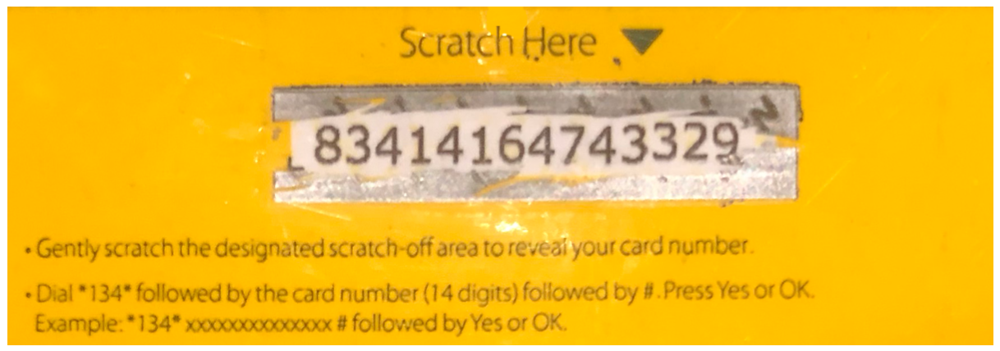 Scratch Here
83414164743329
• Gently scratch the designated scratch-off area to reveal your card number.
• Dial *134* followed by the card number (14 digits) followed by #. Press Yes or OK.
Example: *134* xxxxxxxxxxxxxx # followed by Yes or OK.